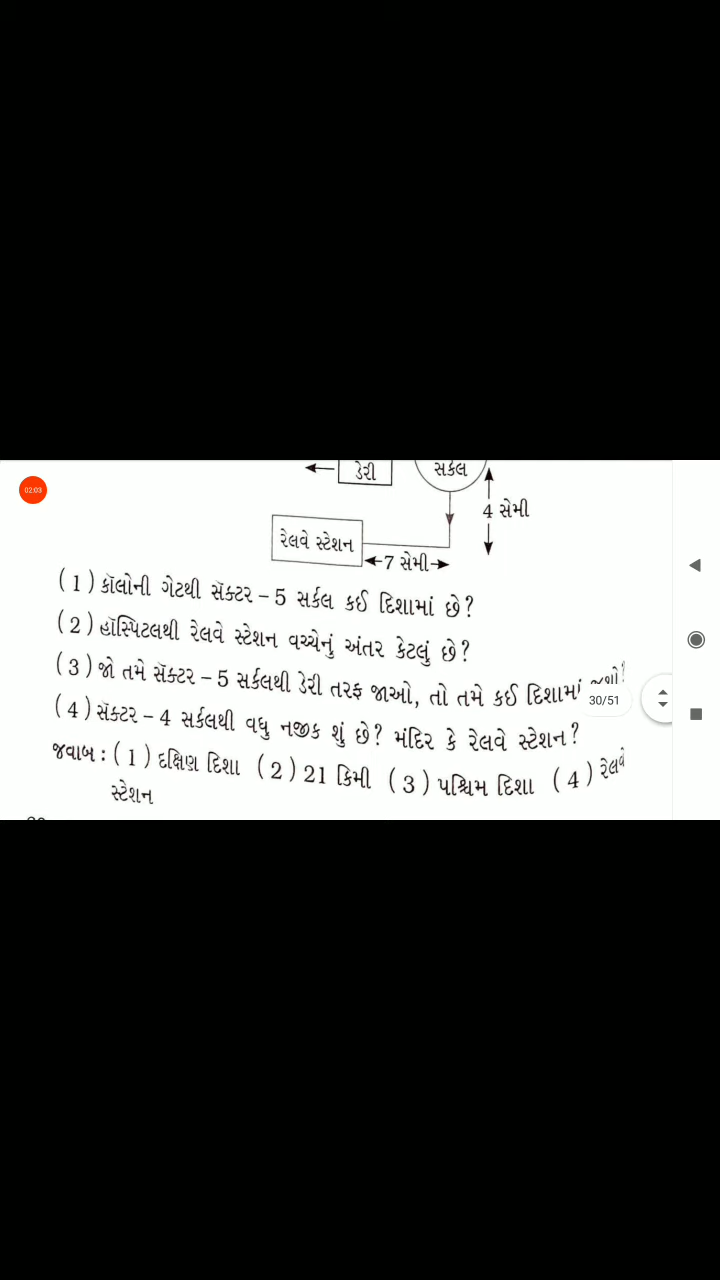 02:03
ડેરી
સર્કલ
4 સેમી
રેલવે સ્ટેશન
7 સેમી
(1) કૉલોની ગેટથી સૅક્ટર – 5 સર્કલ કઈ દિશામાં છે?
(2) હૉસ્પિટલથી રેલવે સ્ટેશન વચ્ચેનું અંતર કેટલું છે?
(3) જો તમે સૅક્ટર – 5 સર્કલથી ડેરી તરફ જાઓ, તો તમે કઈ દિશામાં
30/51
(4) સૅક્ટર – 4 સર્કલથી વધુ નજીક શું છે? મંદિર કે રેલવે સ્ટેશન?
જવાબ : (1) દક્ષિણ દિશા (2) 21 કિમી (3) પશ્ચિમ દિશા (4) રેલવે
સ્ટેશન